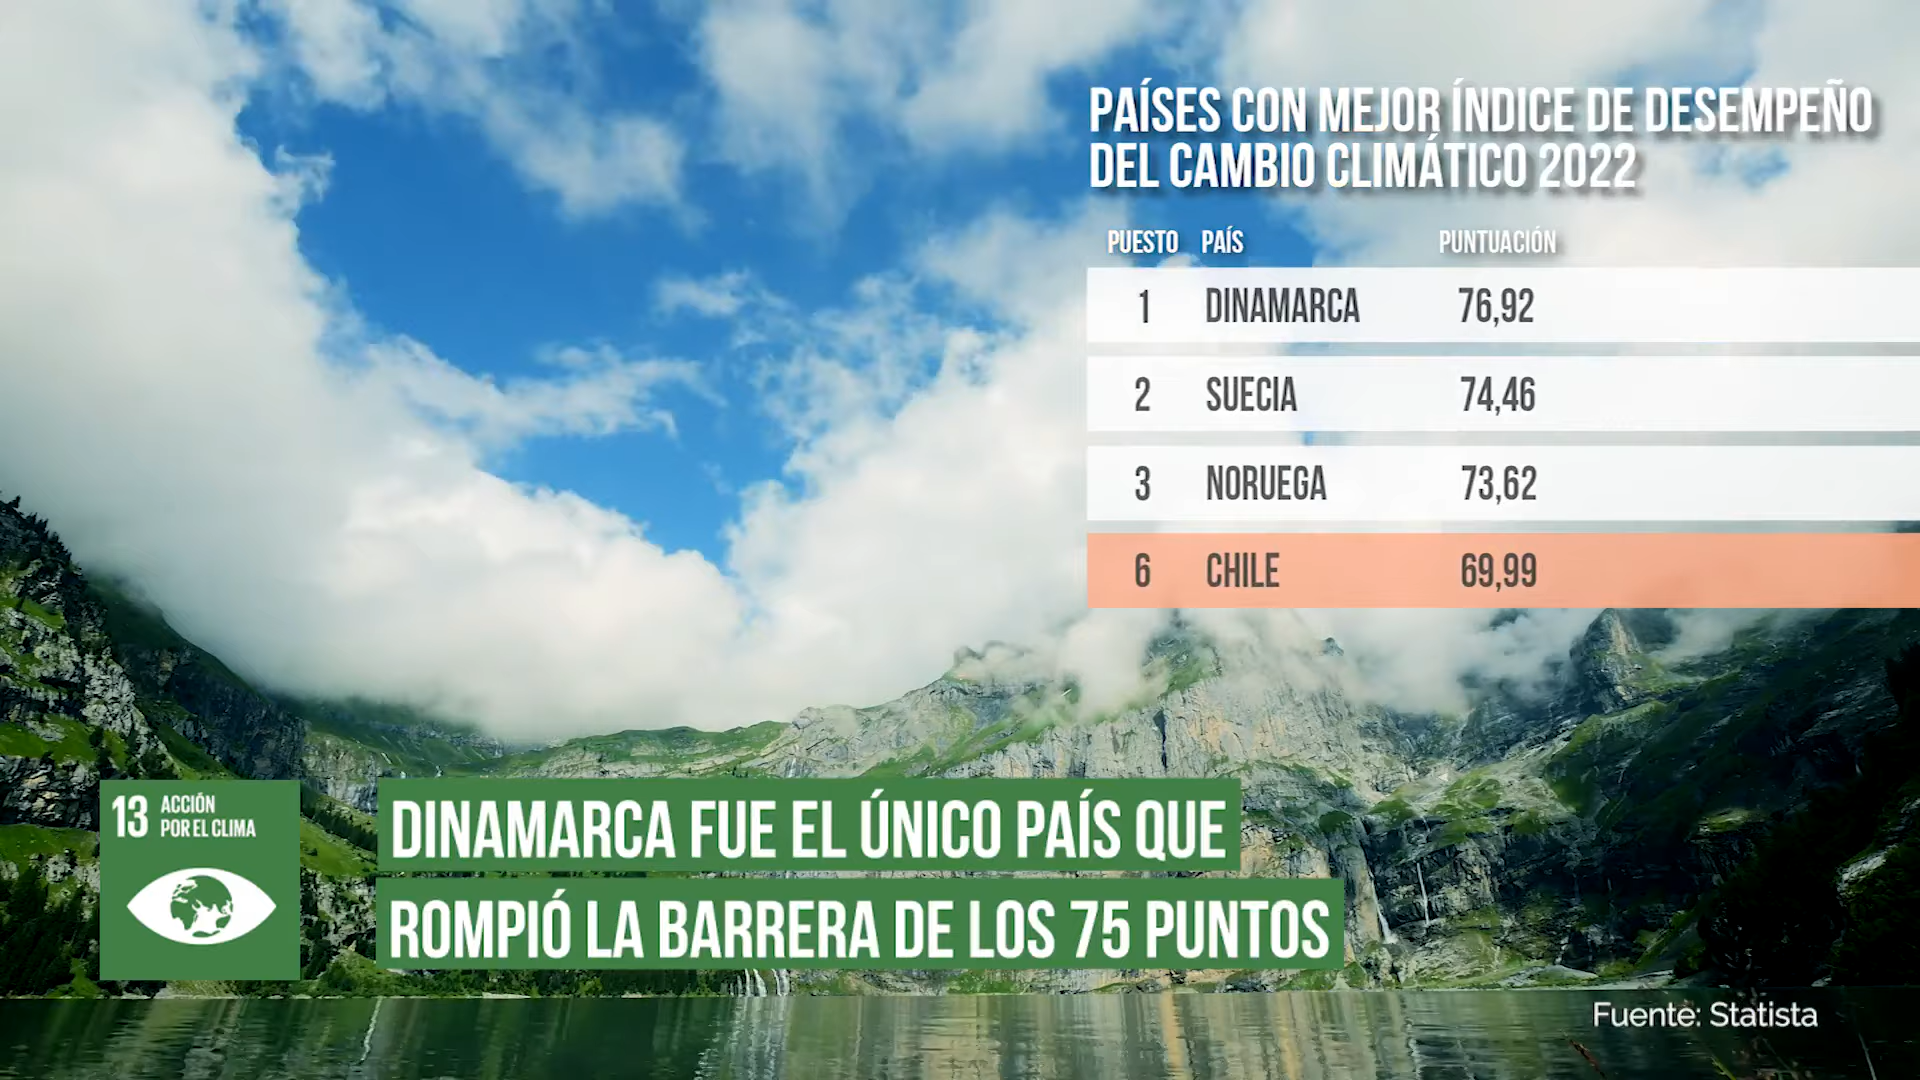 PAÍSES CON MEJOR ÍNDICE DE DESEMPEÑO
DEL CAMBIO CLIMÁTICO 2022
PUESTO PAÍS PUNTUACIÓN
1 DINAMARCA 76,92
2 SUECIA 74,46
3 NORUEGA 73,62
6 CHILE 69,99
13 ACCIÓN
POR EL CLIMA
DINAMARCA FUE EL ÚNICO PAÍS QUE
ROMPIÓ LA BARRERA DE LOS 75 PUNTOS
Fuente: Statista